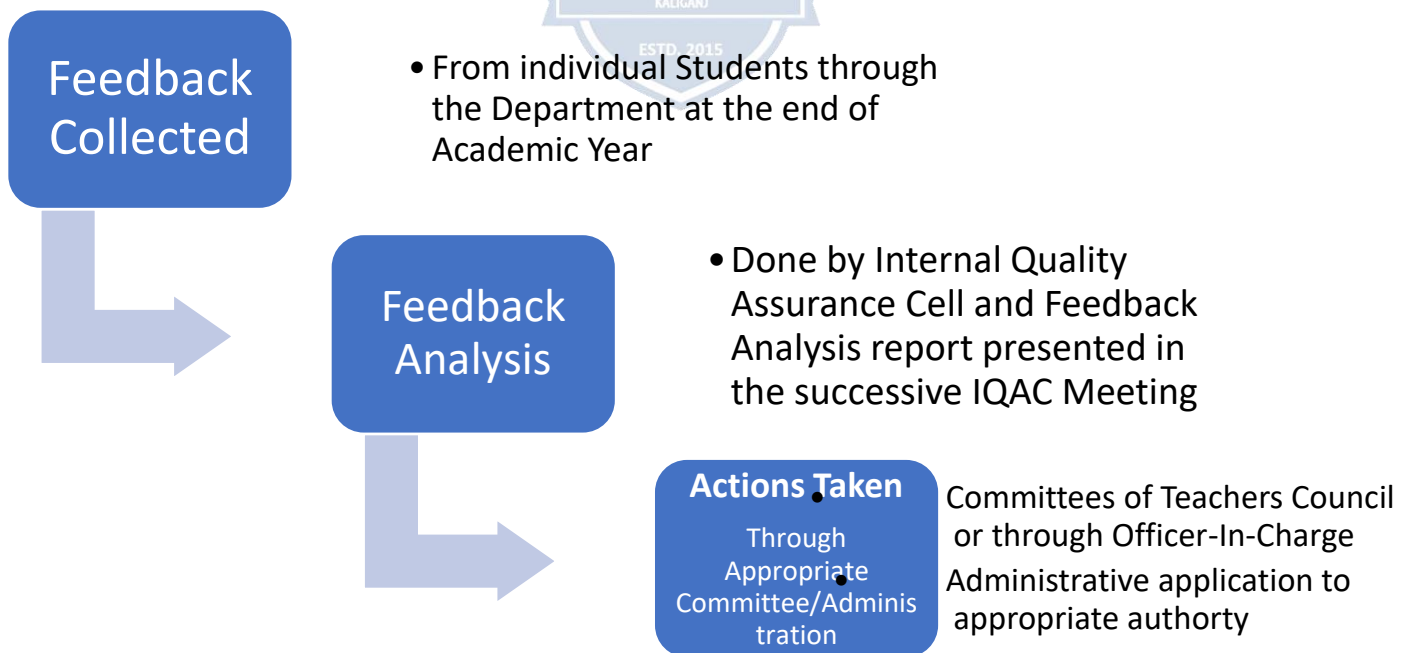 KALIGANJ
ESTD. 2015
Feedback
Collected
• From individual Students through
the Department at the end of
Academic Year
Feedback
Analysis
• Done by Internal Quality
Assurance Cell and Feedback
Analysis report presented in
the successive IQAC Meeting
Actions Taken
Through
Appropriate
Committee/Adminis
tration
• Committees of Teachers Council
or through Officer-In-Charge
• Administrative application to
appropriate authorty